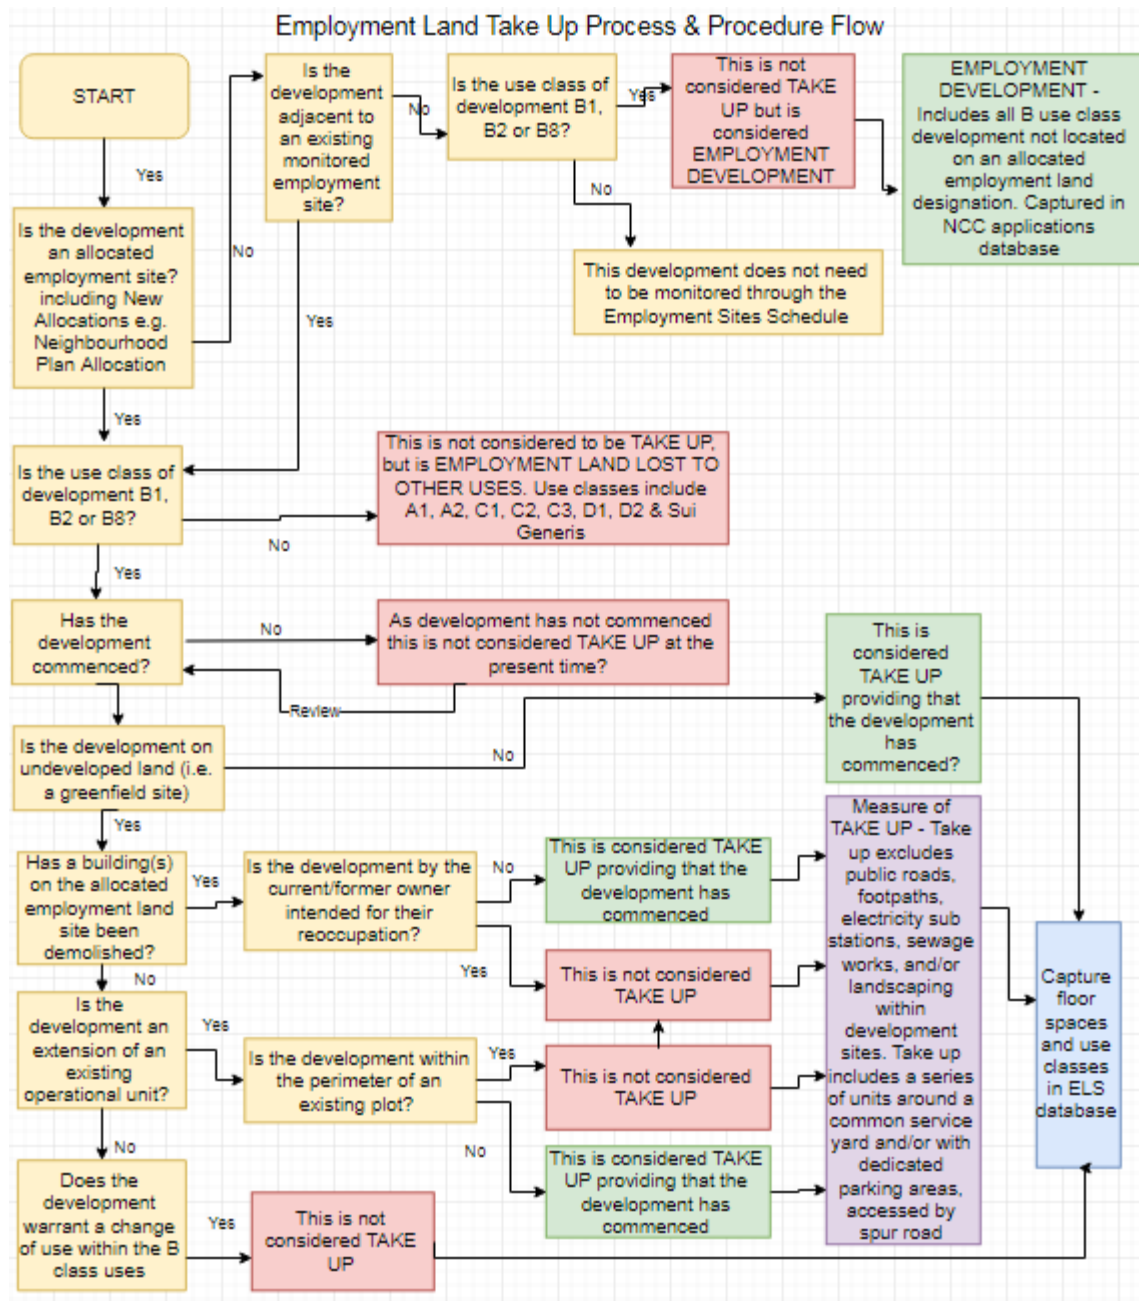 Employment Land Take Up Process & Procedure Flow
START
Yes
Is the development
an allocated
employment site?
including New
Allocations e.g.
Neighbourhood
Plan Allocation
No
Is the
development
adjacent to
an existing
monitored
employment
site?
No
Is the use class of
development B1,
B2 or B8?
Yes
This is not
considered TAKE
UP but is
considered
EMPLOYMENT
DEVELOPMENT
EMPLOYMENT
DEVELOPMENT -
Includes all B use class
development not located
on an allocated
employment land
designation. Captured in
NCC applications
database
No
This development does not need
to be monitored through the
Employment Sites Schedule
Yes
Yes
Is the use class of
development B1,
B2 or B8?
No
This is not considered to be TAKE UP,
but is EMPLOYMENT LAND LOST TO
OTHER USES. Use classes include
A1, A2, C1, C2, C3, D1, D2 & Sui
Generis
Yes
Has the
development
commenced?
No
As development has not commenced
this is not considered TAKE UP at the
present time?
Review
Is the development on
undeveloped land (i.e.
a greenfield site)
No
This is
considered
TAKE UP
providing that
the development
has
commenced?
Yes
Has a building(s)
on the allocated
employment land
site been
demolished?
Yes
Is the development by the
current/former owner
intended for their
reoccupation?
No
This is considered TAKE
UP providing that the
development has
commenced
Yes
This is not considered
TAKE UP
No
Is the
development an
extension of an
existing
operational unit?
Yes
Is the development within
the perimeter of an
existing plot?
Yes
This is not considered
TAKE UP
No
This is considered TAKE
UP providing that the
development has
commenced
Measure of
TAKE UP - Take
up excludes
public roads,
footpaths,
electricity sub
stations, sewage
works, and/or
landscaping
within
development
sites. Take up
includes a series
of units around a
common service
yard and/or with
dedicated
parking areas,
accessed by
spur road
Capture
floor
spaces
and use
classes
in ELS
database
No
Does the
development
warrant a change
of use within the B
class uses
Yes
This is not
considered TAKE
UP